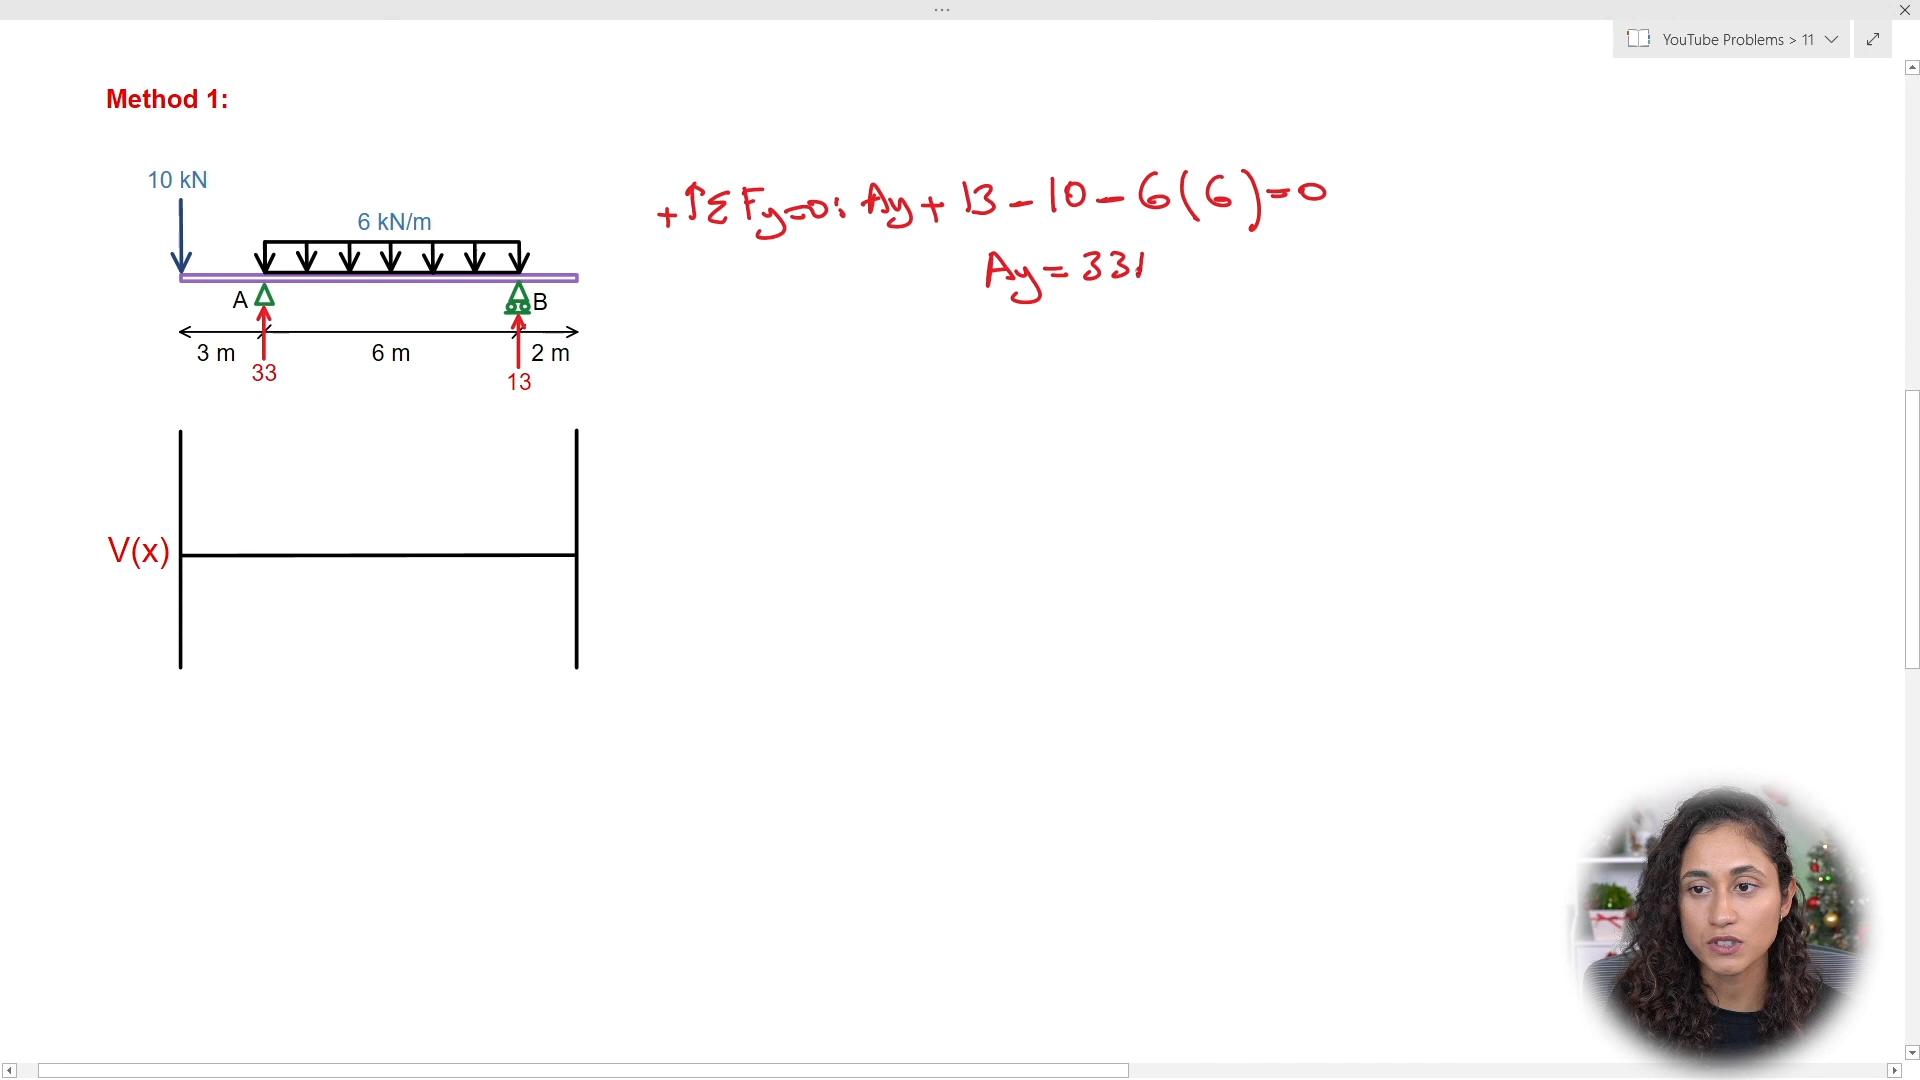 YouTube Problems > 11
Method 1:
10 kN
6 kN/m
+↑ΣFy=0: Ay + 13 - 10 - 6(6) = 0
Ay = 33
A
B
3 m
6 m
2 m
33
13
V(x)